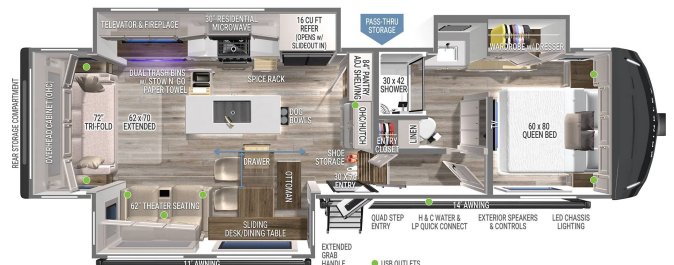 TELEVATOR & FIREPLACE
30" RESIDENTIAL
MICROWAVE
16 CU FT
REFER
(OPENS w/
SLIDEOUT IN)
PASS-THRU
STORAGE
WARDROBE w/ DRESSER
DUAL TRASH BINS
w/ STOW N GO
PAPER TOWEL
SPICE RACK
84" PANTRY
ADJ SHELVING
30 x 42
SHOWER
REAR STORAGE COMPARTMENT
OVERHEAD CABINET (OHC)
72"
TRI-FOLD
62 x 70
EXTENDED
DOG
BOWLS
OHC/HUTCH
ENTRY
CLOSET
LINEN
TV
60 x 80
QUEEN BED
DRAWER
SHOE
STORAGE
OTTOMAN
ENTRY
62" THEATER SEATING
SLIDING
DESK/DINING TABLE
14' AWNING
QUAD STEP
ENTRY
H & C WATER &
LP QUICK CONNECT
EXTERIOR SPEAKERS
& CONTROLS
LED CHASSIS
LIGHTING
EXTENDED
GRAB
HANDLE
11' AWNING
USB OUTLETS